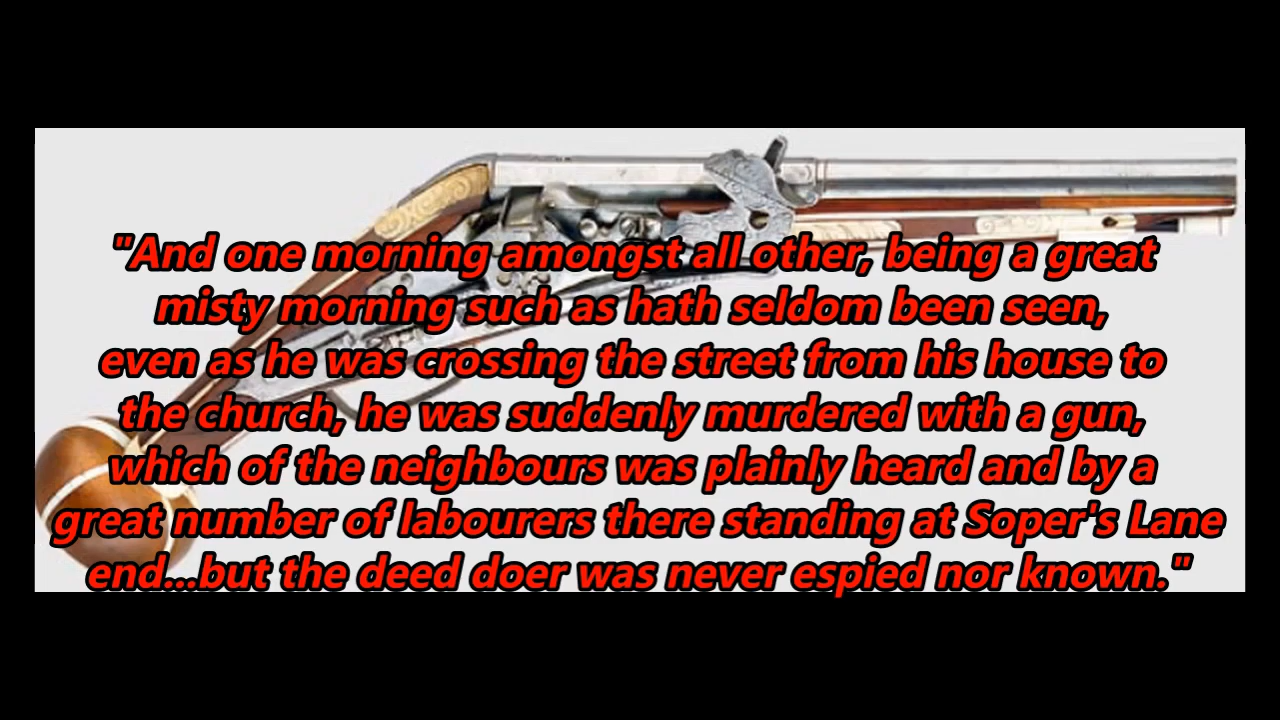 "And one morning amongst all other, being a great
misty morning such as hath seldom been seen,
even as he was crossing the street from his house to
the church, he was suddenly murdered with a gun,
which of the neighbours was plainly heard and by a
great number of labourers there standing at Soper's Lane
end...but the deed doer was never espied nor known."